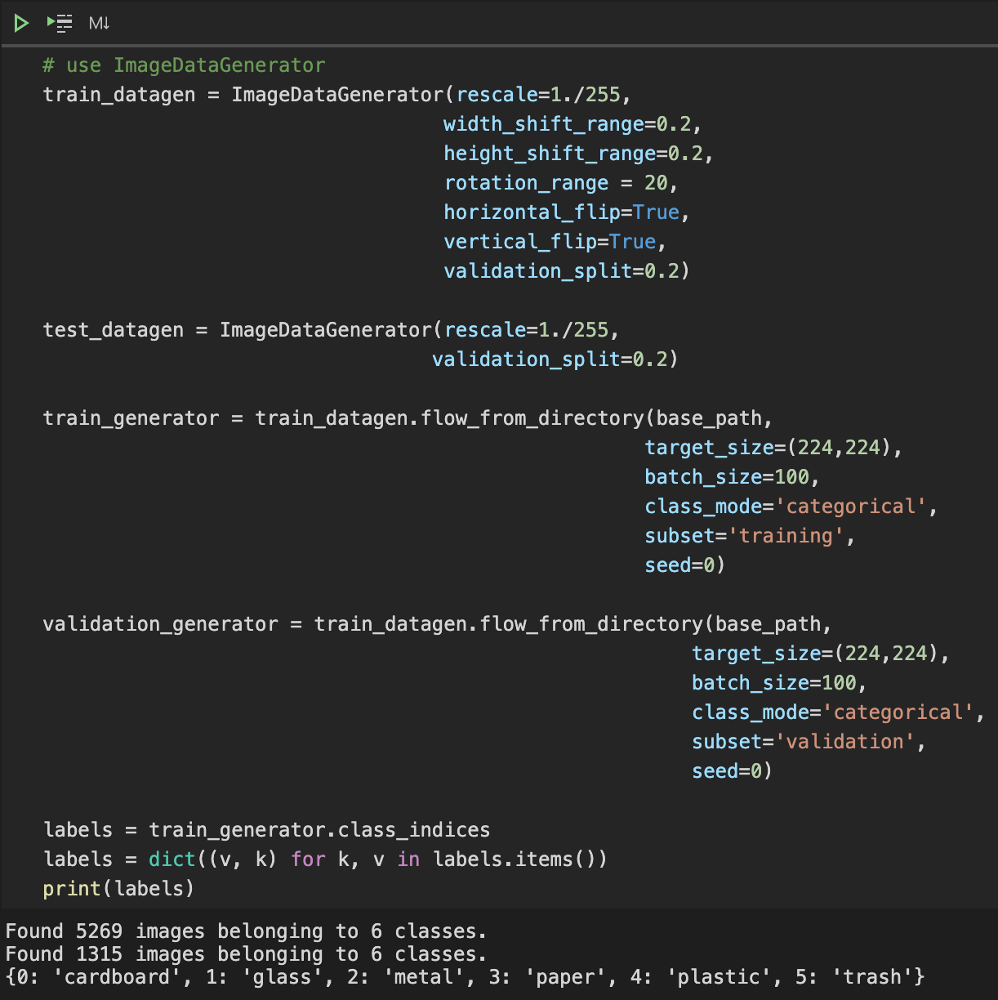 M↓
# use ImageDataGenerator
train_datagen = ImageDataGenerator(rescale=1./255,
width_shift_range=0.2,
height_shift_range=0.2,
rotation_range = 20,
horizontal_flip=True,
vertical_flip=True,
validation_split=0.2)
test_datagen = ImageDataGenerator(rescale=1./255,
validation_split=0.2)
train_generator = train_datagen.flow_from_directory(base_path,
target_size=(224,224),
batch_size=100,
class_mode='categorical',
subset='training',
seed=0)
validation_generator = train_datagen.flow_from_directory(base_path,
target_size=(224,224),
batch_size=100,
class_mode='categorical',
subset='validation',
seed=0)
labels = train_generator.class_indices
labels = dict((v, k) for k, v in labels.items())
print(labels)
Found 5269 images belonging to 6 classes.
Found 1315 images belonging to 6 classes.
{0: 'cardboard', 1: 'glass', 2: 'metal', 3: 'paper', 4: 'plastic', 5: 'trash'}